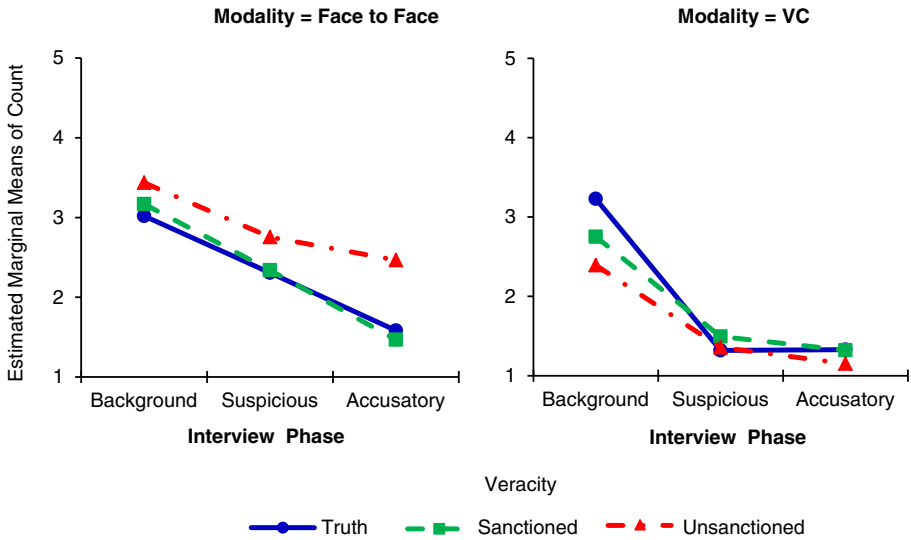 Modality = Face to Face
Estimated Marginal Means of Count
5
4
3
2
1
Background Suspicious Accusatory
Interview Phase
Modality = VC
5
4
3
2
1
Background Suspicious Accusatory
Interview Phase
Veracity
Truth Sanctioned Unsanctioned